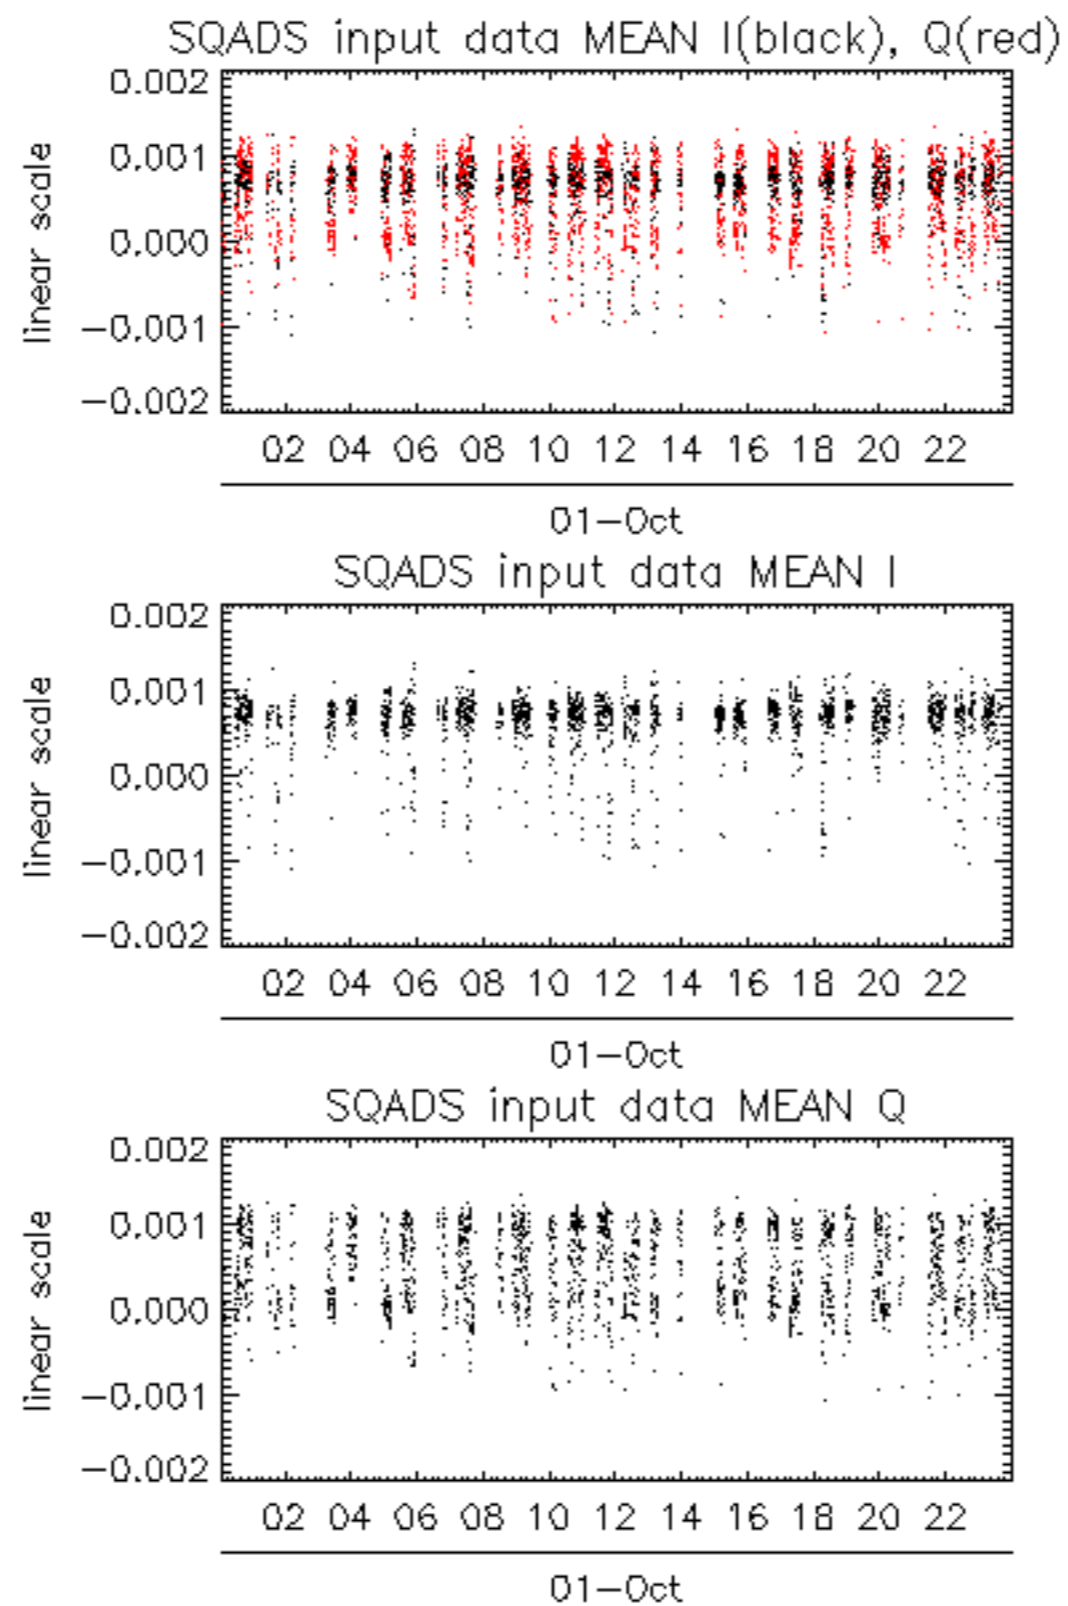 SQADS input data MEAN I(black), Q(red)
0.002
0.001
0.000
−0.001
−0.002
linear scale
02 04 06 08 10 12 14 16 18 20 22
01−Oct
SQADS input data MEAN I
0.002
0.001
0.000
−0.001
−0.002
linear scale
02 04 06 08 10 12 14 16 18 20 22
01−Oct
SQADS input data MEAN Q
0.002
0.001
0.000
−0.001
−0.002
linear scale
02 04 06 08 10 12 14 16 18 20 22
01−Oct